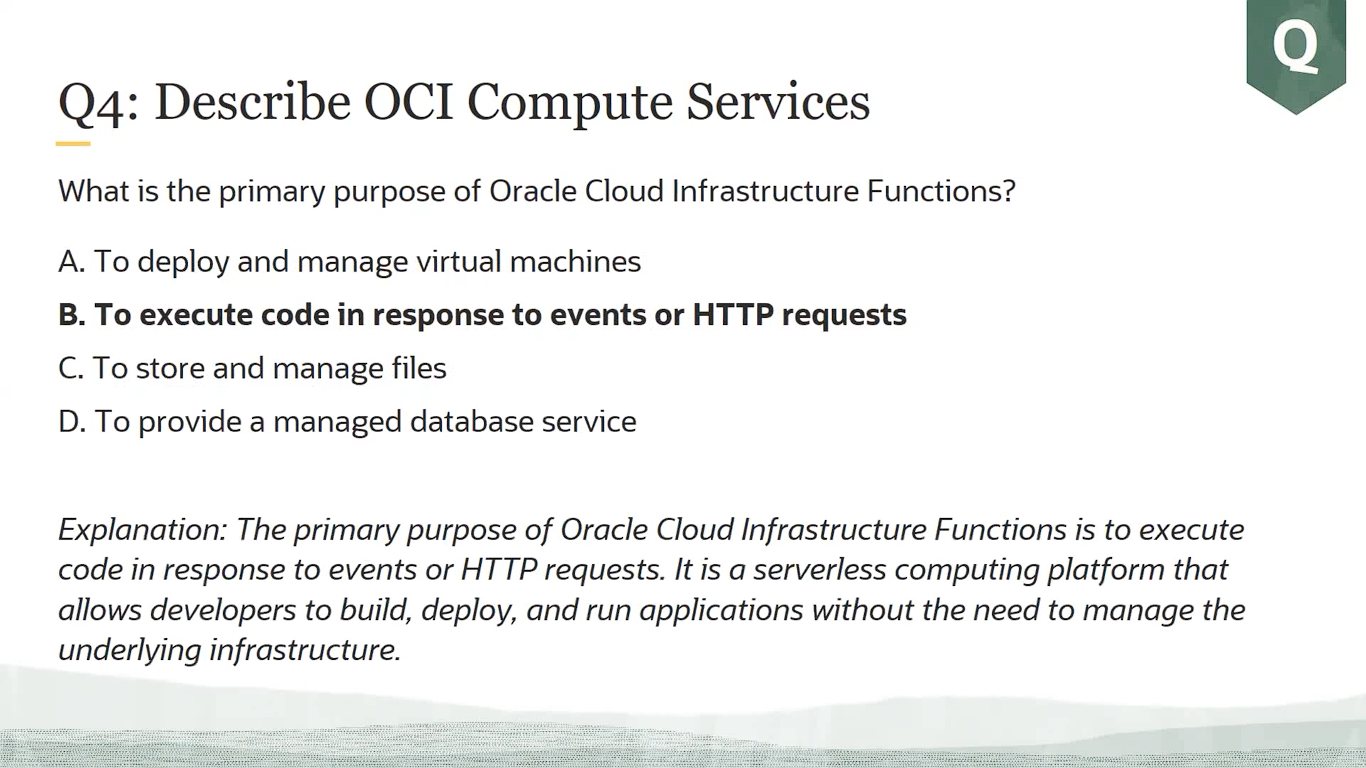 Q
Q4: Describe OCI Compute Services
What is the primary purpose of Oracle Cloud Infrastructure Functions?
A. To deploy and manage virtual machines
B. To execute code in response to events or HTTP requests
C. To store and manage files
D. To provide a managed database service
Explanation: The primary purpose of Oracle Cloud Infrastructure Functions is to execute
code in response to events or HTTP requests. It is a serverless computing platform that
allows developers to build, deploy, and run applications without the need to manage the
underlying infrastructure.